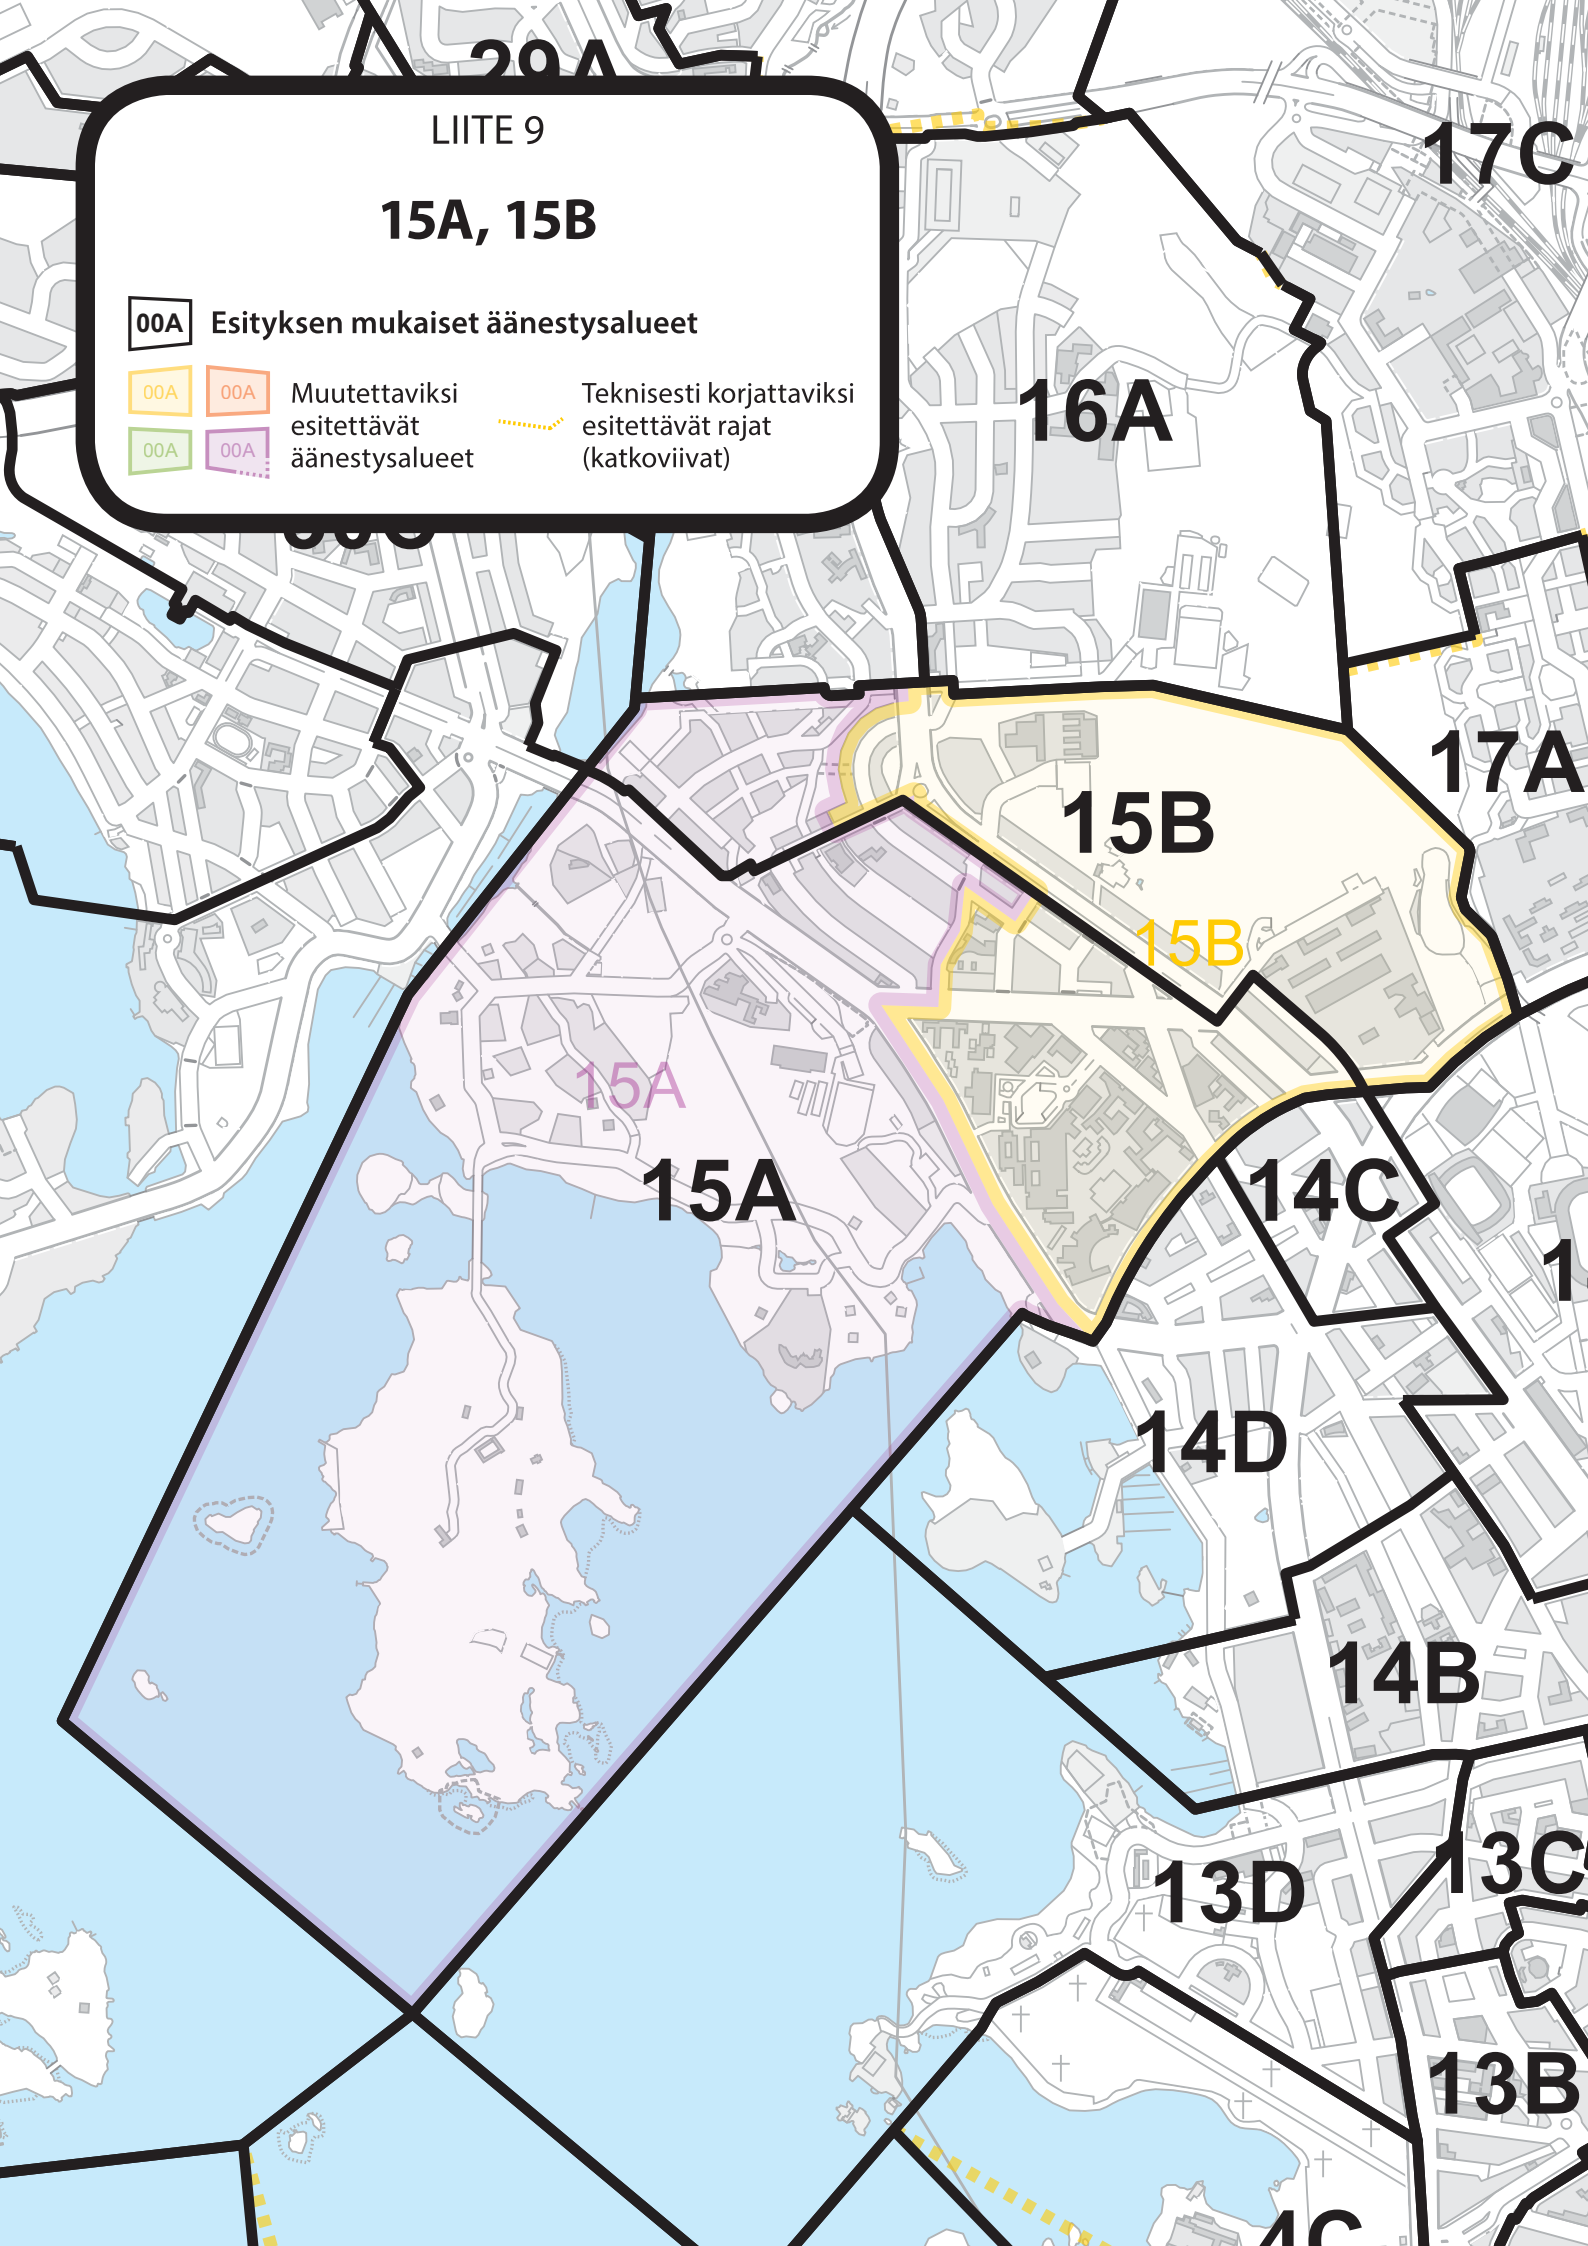 29A
LIITE 9
15A, 15B
00A Esityksen mukaiset äänestysalueet
00A 00A
00A 00A
Muutettaviksi
esitettävät
äänestysalueet
Teknisesti korjattaviksi
esitettävät rajat
(katkoviivat)
17C
16A
17A
15B
15B
15A
15A
14C
14D
14B
13C
13D
13B
4C